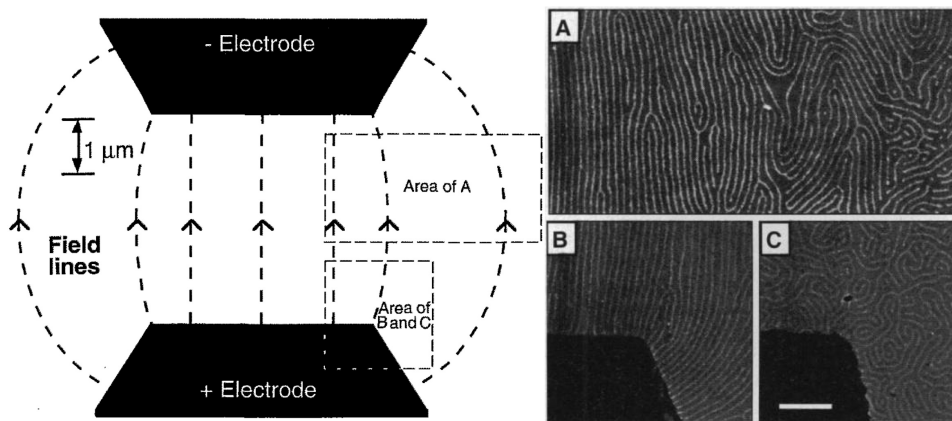 - Electrode
1 μm
Area of A
Field
lines
Area of
B and C
+ Electrode
A
B
C